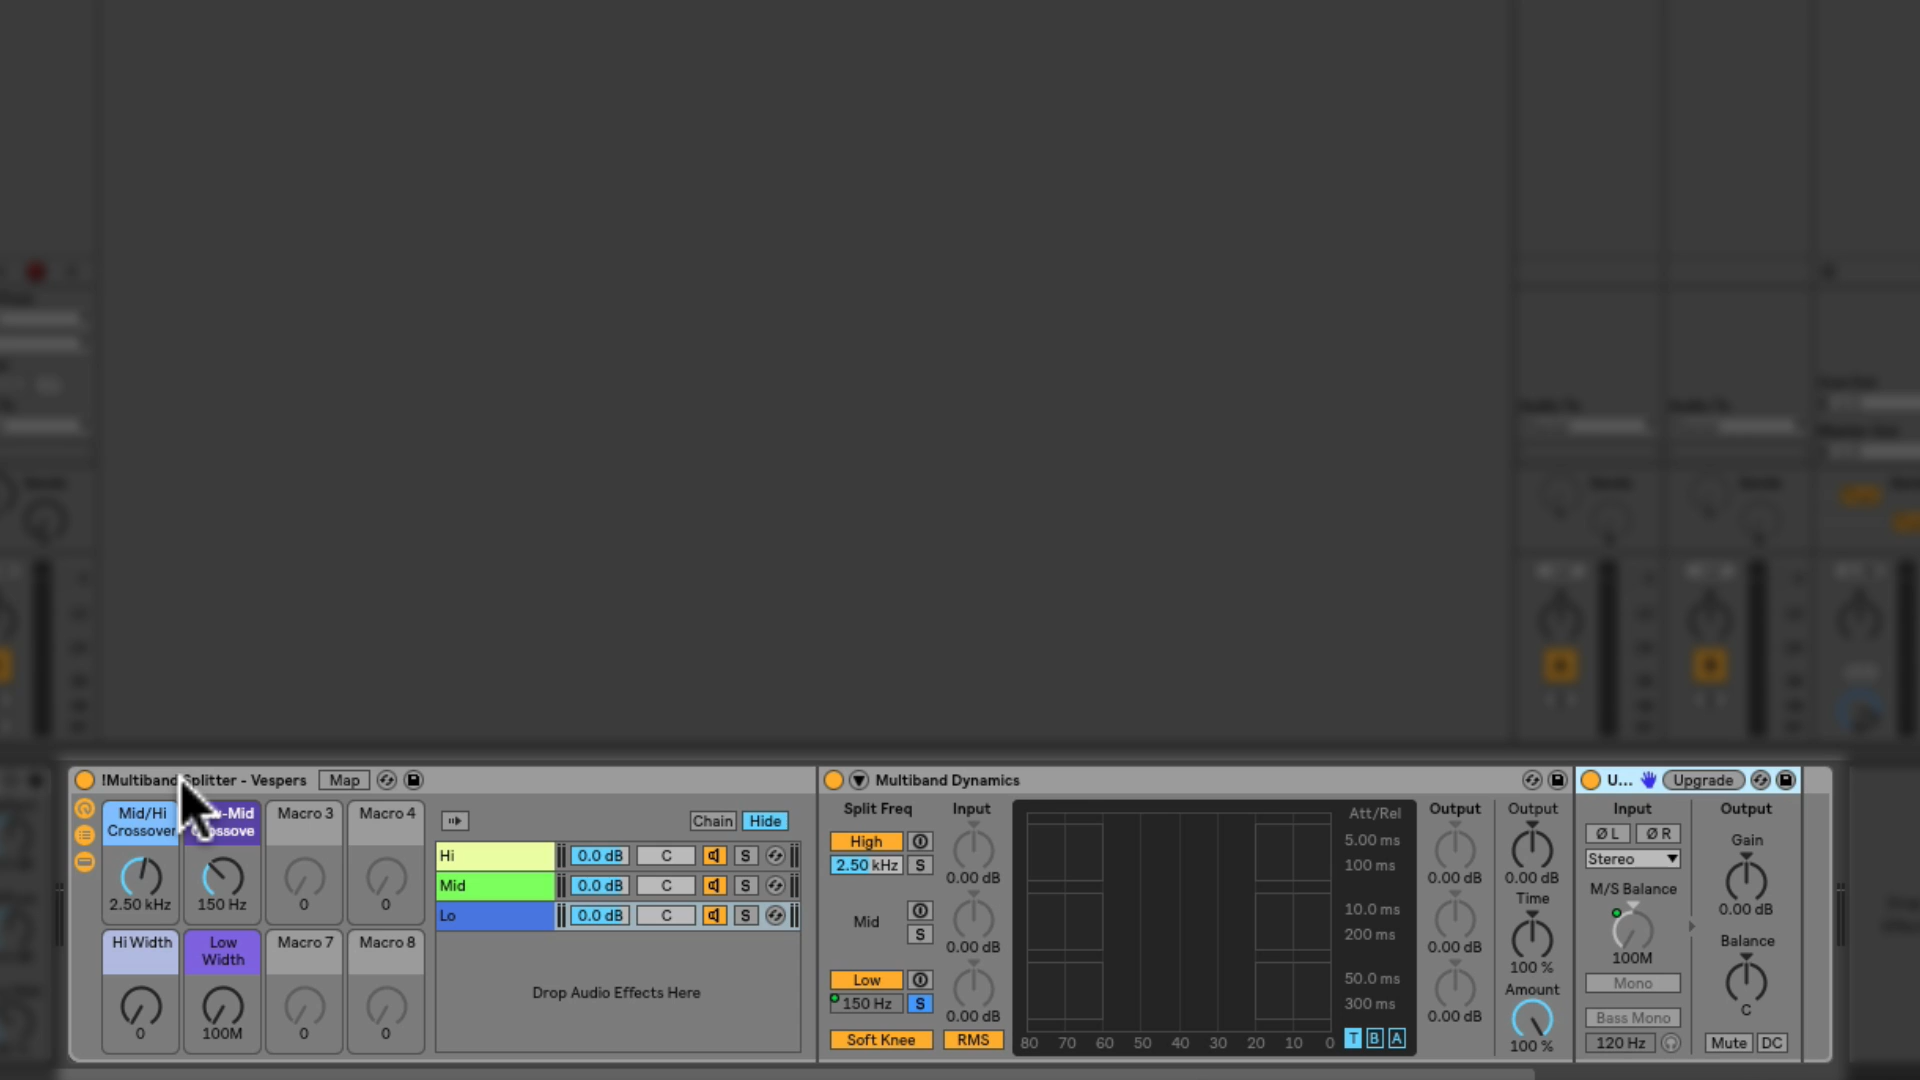 !Multiband Splitter - Vespers
Map
Mid/Hi
Crossover
-Mid
ossove
Macro 3
Macro 4
2.50 kHz
150 Hz
0
0
Hi Width
Low
Width
Macro 7
Macro 8
0
100M
0
0
Chain
Hide
Hi
0.0 dB
C
S
Mid
0.0 dB
C
S
Lo
0.0 dB
C
S
Drop Audio Effects Here
Multiband Dynamics
Split Freq
Input
High
2.50 kHz
S
0.00 dB
Mid
S
0.00 dB
Low
150 Hz
S
0.00 dB
Soft Knee
RMS
80 70 60 50 40 30 20 10 0
Att/Rel
5.00 ms
100 ms
10.0 ms
200 ms
50.0 ms
300 ms
T B A
Output
0.00 dB
0.00 dB
0.00 dB
Output
0.00 dB
Time
100 %
Amount
100 %
U...
Upgrade
Input
Ø L
Ø R
Stereo
M/S Balance
100M
Mono
Bass Mono
120 Hz
Output
Gain
0.00 dB
Balance
C
Mute
DC